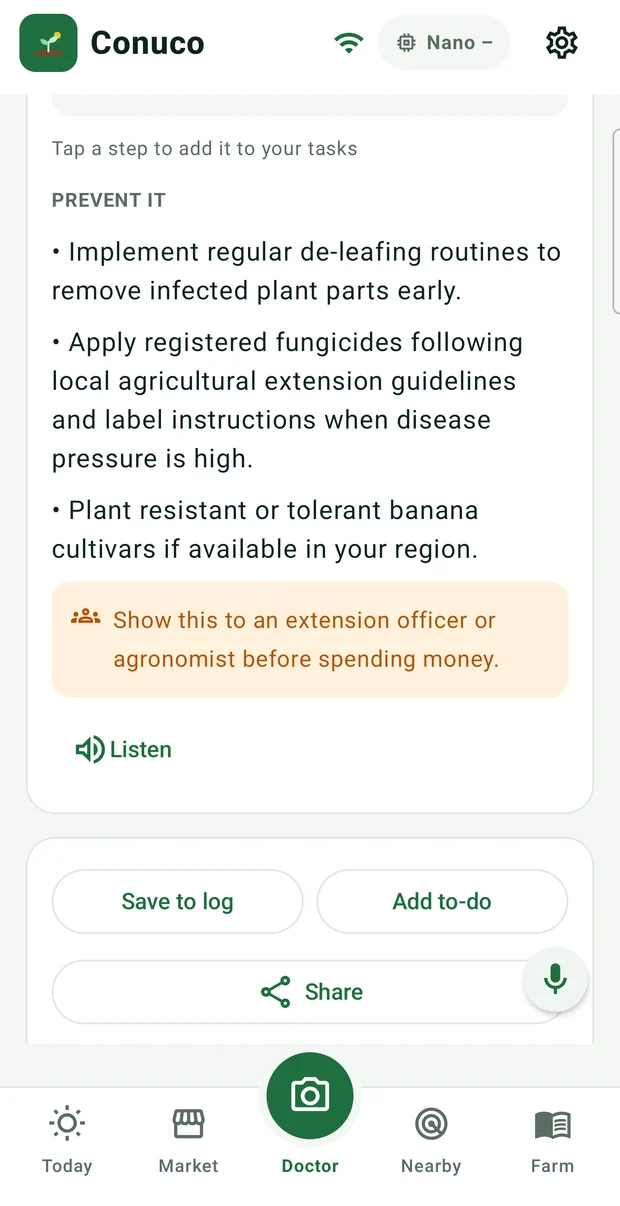 Conuco
Nano –
Tap a step to add it to your tasks
PREVENT IT
• Implement regular de-leafing routines to
remove infected plant parts early.
• Apply registered fungicides following
local agricultural extension guidelines
and label instructions when disease
pressure is high.
• Plant resistant or tolerant banana
cultivars if available in your region.
Show this to an extension officer or
agronomist before spending money.
Listen
Save to log
Add to-do
Share
Today
Market
Doctor
Nearby
Farm